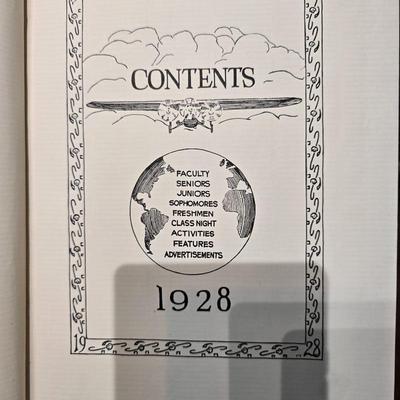 CONTENTS
FACULTY
SENIORS
JUNIORS
SOPHOMORES
FRESHMEN
CLASS NIGHT
ACTIVITIES
FEATURES
ADVERTISEMENTS
1928
19 28